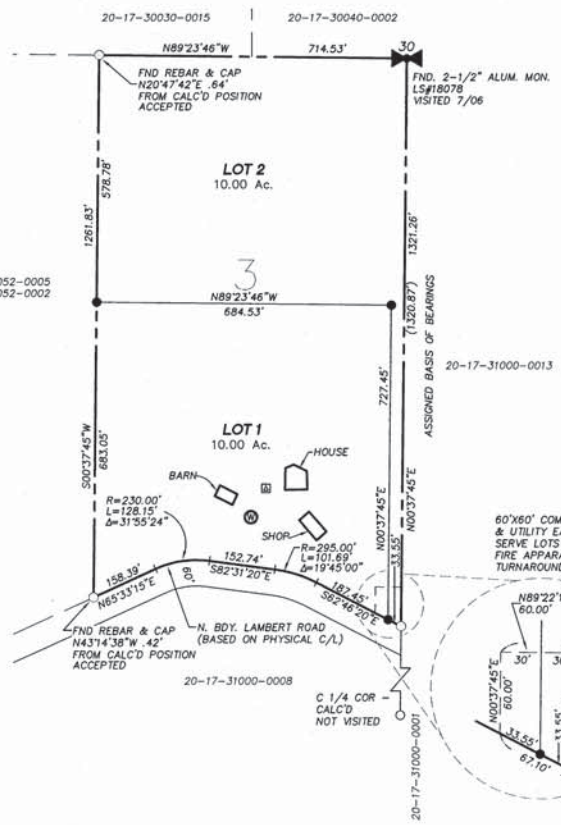 20-17-30030-0015
20-17-30040-0002
N89°23'46"W
714.53'
30
FND REBAR & CAP
N20°47'42"E .64'
FROM CALC'D POSITION
ACCEPTED
FND. 2-1/2" ALUM. MON.
LS#18078
VISITED 7/06
LOT 2
10.00 Ac.
578.78'
1261.83'
1321.26'
(1320.87')
052-0005
052-0002
3
N89°23'46"W
684.53'
ASSIGNED BASIS OF BEARINGS
20-17-31000-0013
727.45'
LOT 1
10.00 Ac.
S00°37'45"W
683.05'
HOUSE
BARN
W
SHOP
R=230.00'
L=128.15'
Δ=31°55'24"
R=295.00'
L=101.69'
Δ=19°45'00"
N00°37'45"E
N00°37'45"E
33.55'
152.74'
S82°31'20"E
158.39'
N65°33'15"E
60'
187.45'
S62°46'20"E
N. BDY. LAMBERT ROAD
(BASED ON PHYSICAL C/L)
FND REBAR & CAP
N43°14'38"W .42'
FROM CALC'D POSITION
ACCEPTED
20-17-31000-0008
C 1/4 COR
CALC'D
NOT VISITED
20-17-31000-0001
60'X60' COM
& UTILITY EA
SERVE LOTS
FIRE APPARA
TURNAROUND
N89°22'1
60.00'
30'
30
N00°37'45"E
60.00'
33.55'
33.55'
67.10'